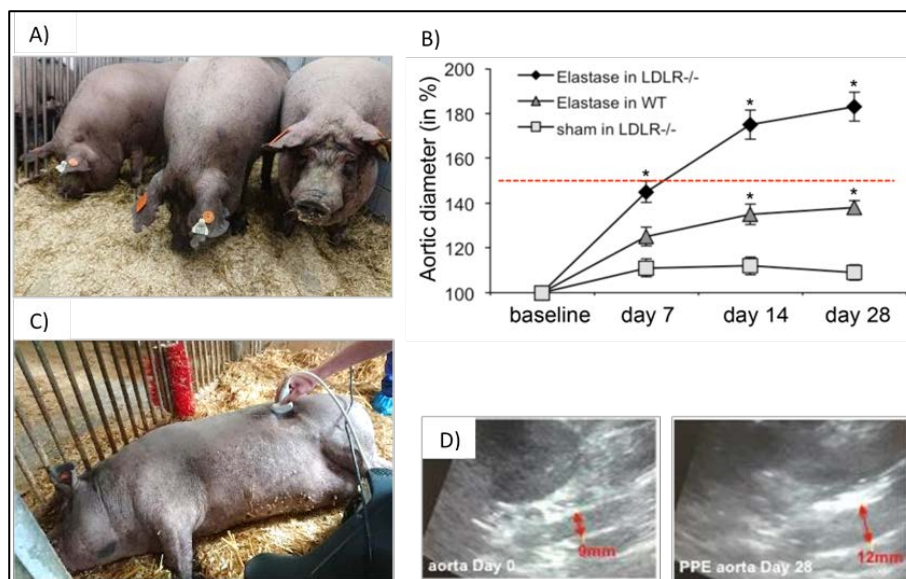 A)
B)
Aortic diameter (in %)
200
180
160
140
120
100
Elastase in LDLR-/-
Elastase in WT
sham in LDLR-/-
*
*
*
*
*
baseline
day 7
day 14
day 28
C)
D)
9mm
aorta Day 0
12mm
PPE aorta Day 28